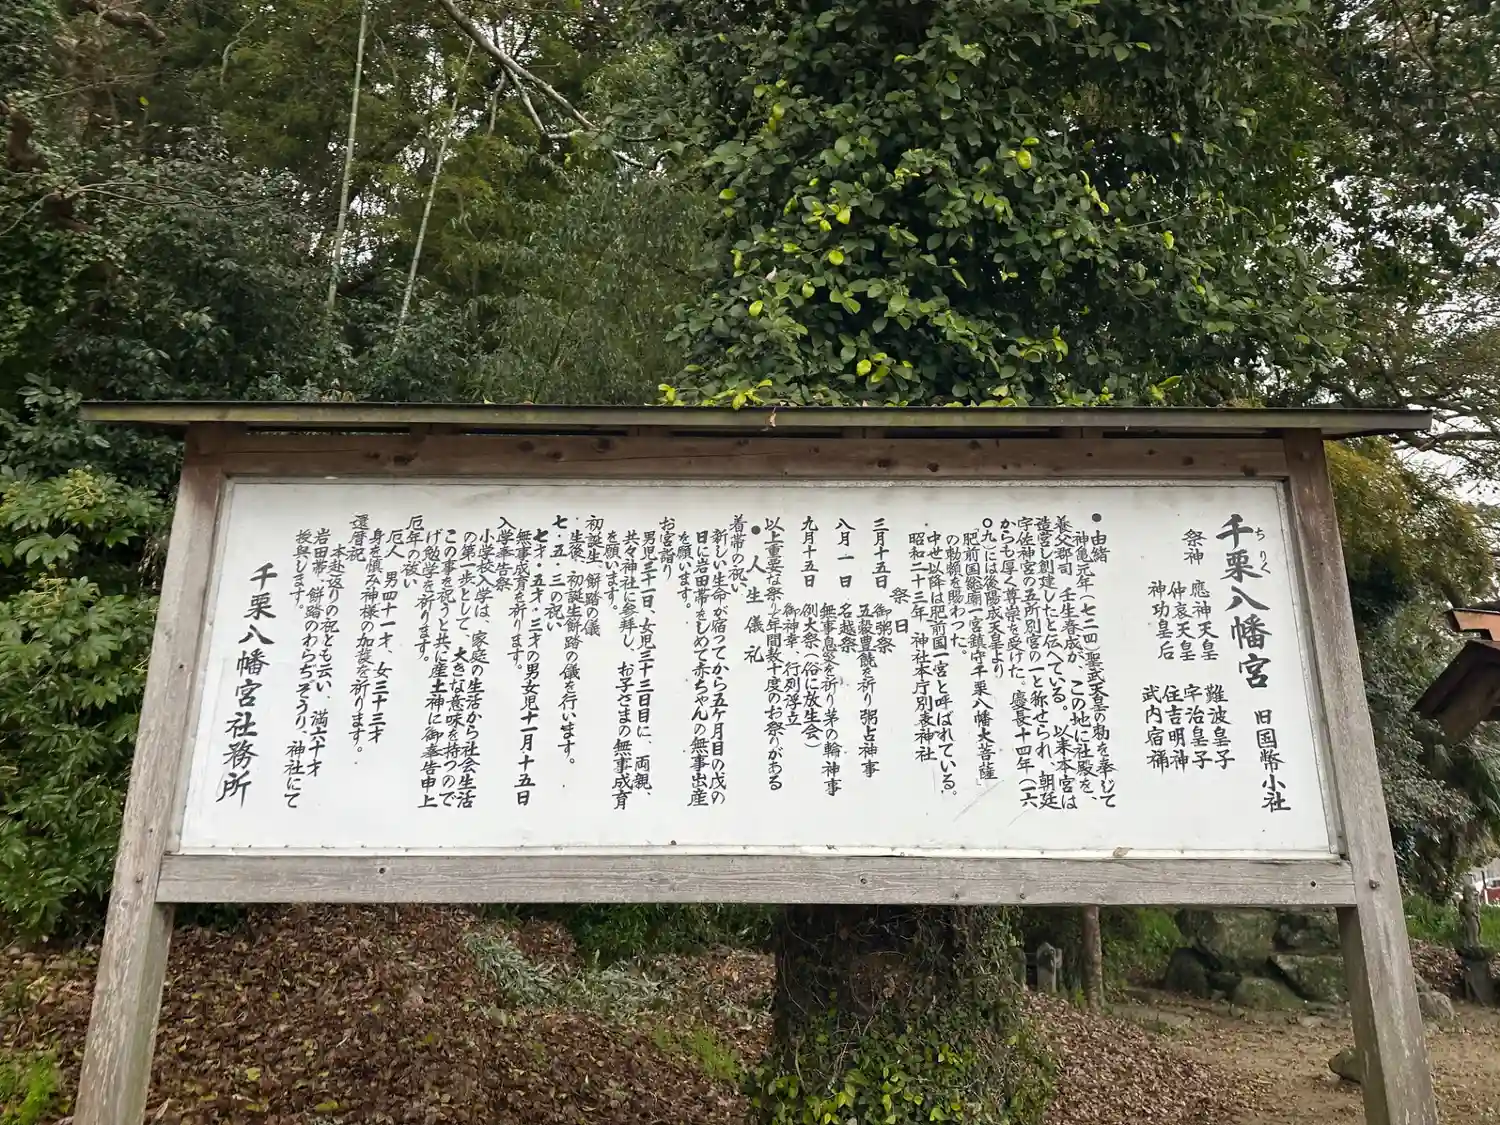 千栗八幡宮 旧国幣小社
ちりく
祭神 應神天皇 難波皇子
仲哀天皇 宇治皇子
神功皇后 住吉明神
武内宿禰
●由緒
神亀元年(七二四)聖武天皇の勅を奉じて
養父郡司 壬生春成が、この地に社殿を、
造営し創建したと伝へている。以来本宮は
宇佐神宮の五所別宮の一と称せられ、朝廷
からも厚く尊崇を受けた。慶長十四年(一六
〇九)には後陽成天皇より
「肥前国総廟一宮鎮守千栗八幡大菩薩」
の勅額を賜わった。
中世以降は肥前国一宮と呼ばれている。
・昭和二十三年、神社本庁別表神社
祭日
三月十五日 御粥祭
五穀豊饒を祈り粥占神事
八月一日 名越祭
無事息災を祈り茅の輪神事
九月十五日 例大祭(俗に放生会)
御神幸、行列浮立
以上重要な祭り年間数十度のお祭りがある
●人生儀礼
着帯の祝い
新しい生命が宿ってから五ヶ月目の戌の
日に岩田帯をしめて赤ちゃんの無事出産
を願います。
お宮詣り
男児三十一日、女児三十三日目に、両親、
共々神社に参拝し、お子さまの無事成育
を願います。
初誕生 餅踏の儀
・生後、初誕生餅踏の儀を行います。
七・五・三の祝い
七才・五才・三才の男女児十一月十五日
無事成育を祈ります。
入学奉告祭
小学校入学は、家庭の生活から社会生活
の第一歩として 大きな意味を持つので
この事を祝うと共に産土神に御奉告申上
げ勉学を祈ります。
厄年の祓い
厄人 男四十一才、女三十三才
身を慎み神様の加護を祈ります。
還暦記
本赴返りの祝とも云い、満六十才
岩田帯、餅踏のわらぢぞうり、神社にて
授與します。
千栗八幡宮社務所